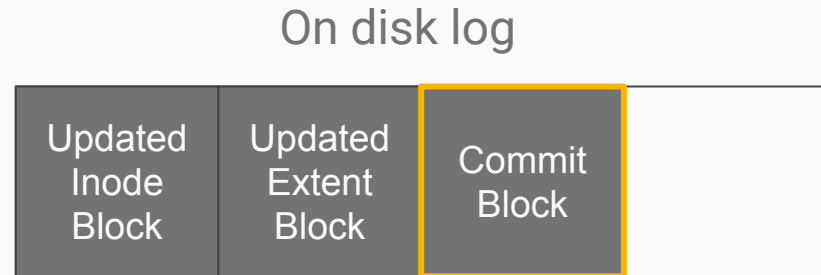 On disk log
Updated
Inode
Block
Updated
Extent
Block
Commit
Block